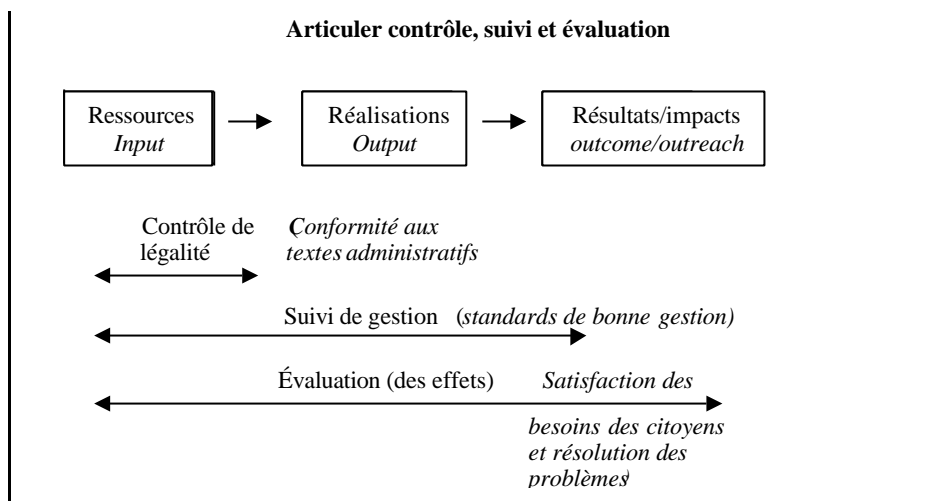 Articuler contrôle, suivi et évaluation
Ressources
Input
Réalisations
Output
Résultats/impacts
outcome/outreach
Contrôle de
légalité
(Conformité aux
textes administratifs
Suivi de gestion (standards de bonne gestion)
Évaluation (des effets) Satisfaction des
besoins des citoyens
et résolution des
problèmes)